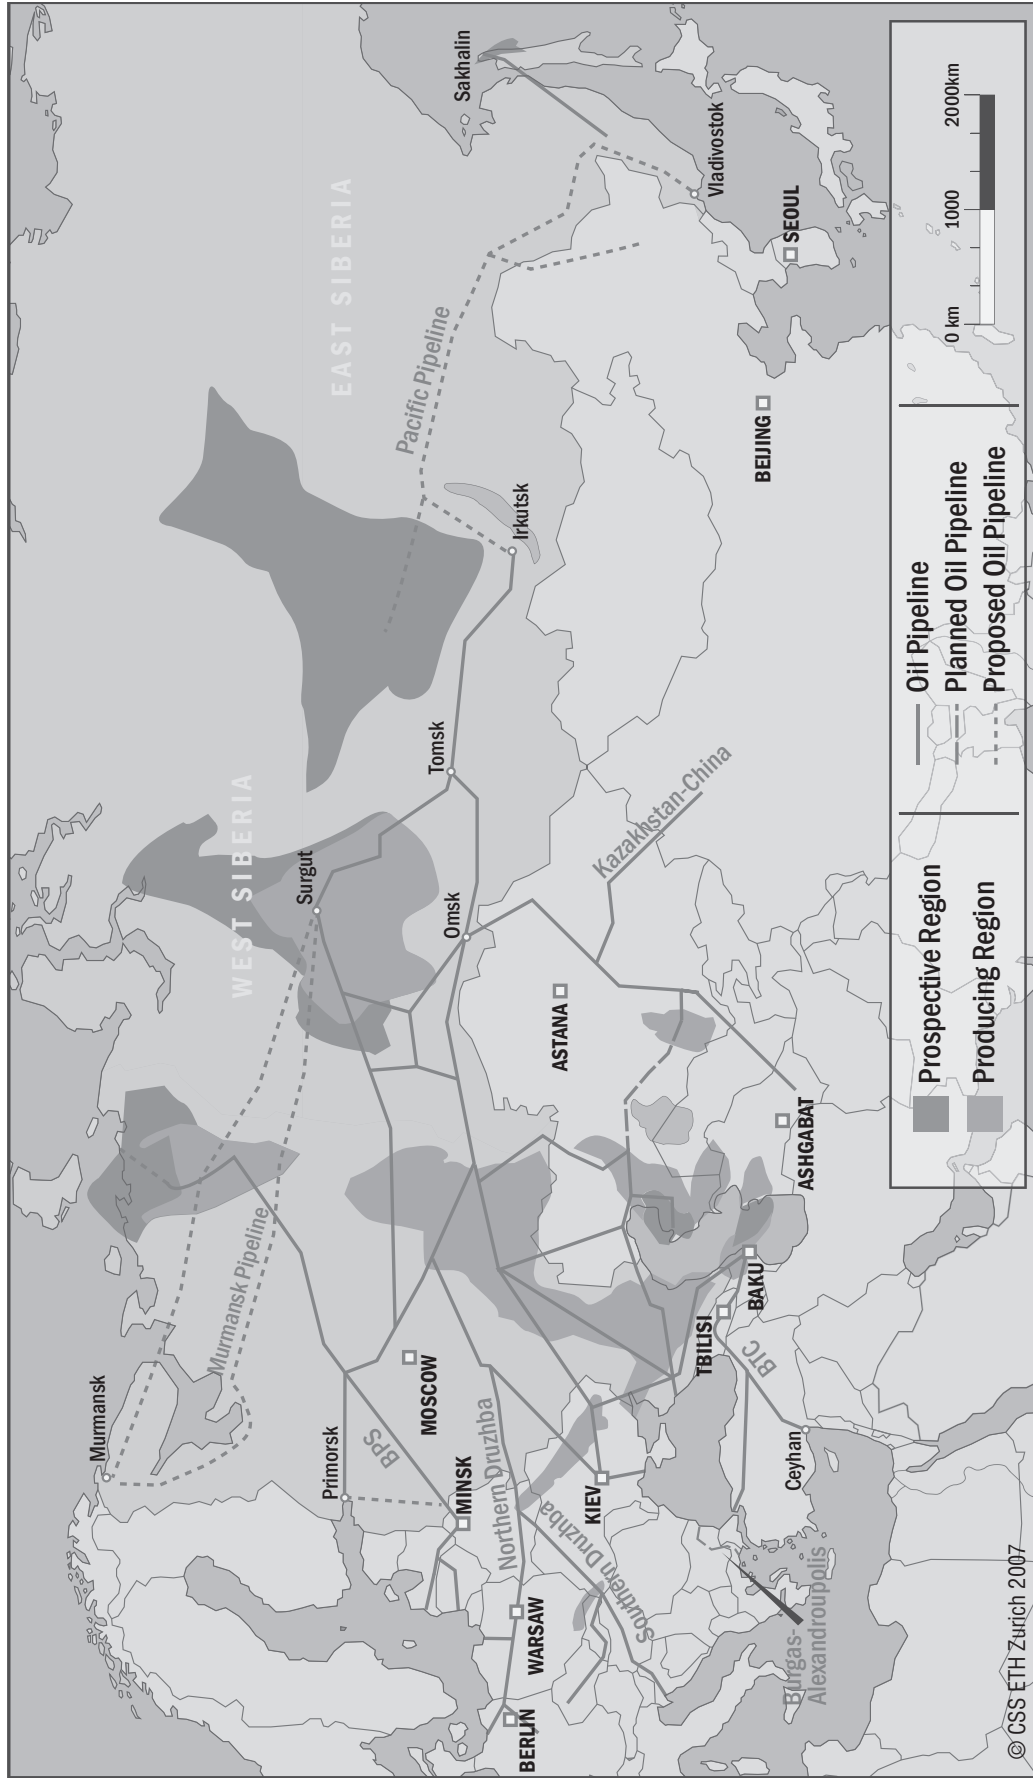 Murmansk
Murmansk Pipeline
WEST SIBERIA
EAST SIBERIA
Surgut
Primorsk
BPS
MOSCOW
MINSK
Northern Druzhba
Omsk
Tomsk
Pacific Pipeline
Sakhalin
Irkutsk
BERLIN
WARSAW
Southern Druzhba
KIEV
ASTANA
Kazakhstan-China
Vladivostok
BEIJING
SEOUL
TBILISI
BTC
BAKU
ASHGABAT
Ceyhan
Burgas-
Alexandroupolis
Prospective Region
Producing Region
Oil Pipeline
Planned Oil Pipeline
Proposed Oil Pipeline
0 km 1000 2000km
© CSS ETH Zurich 2007